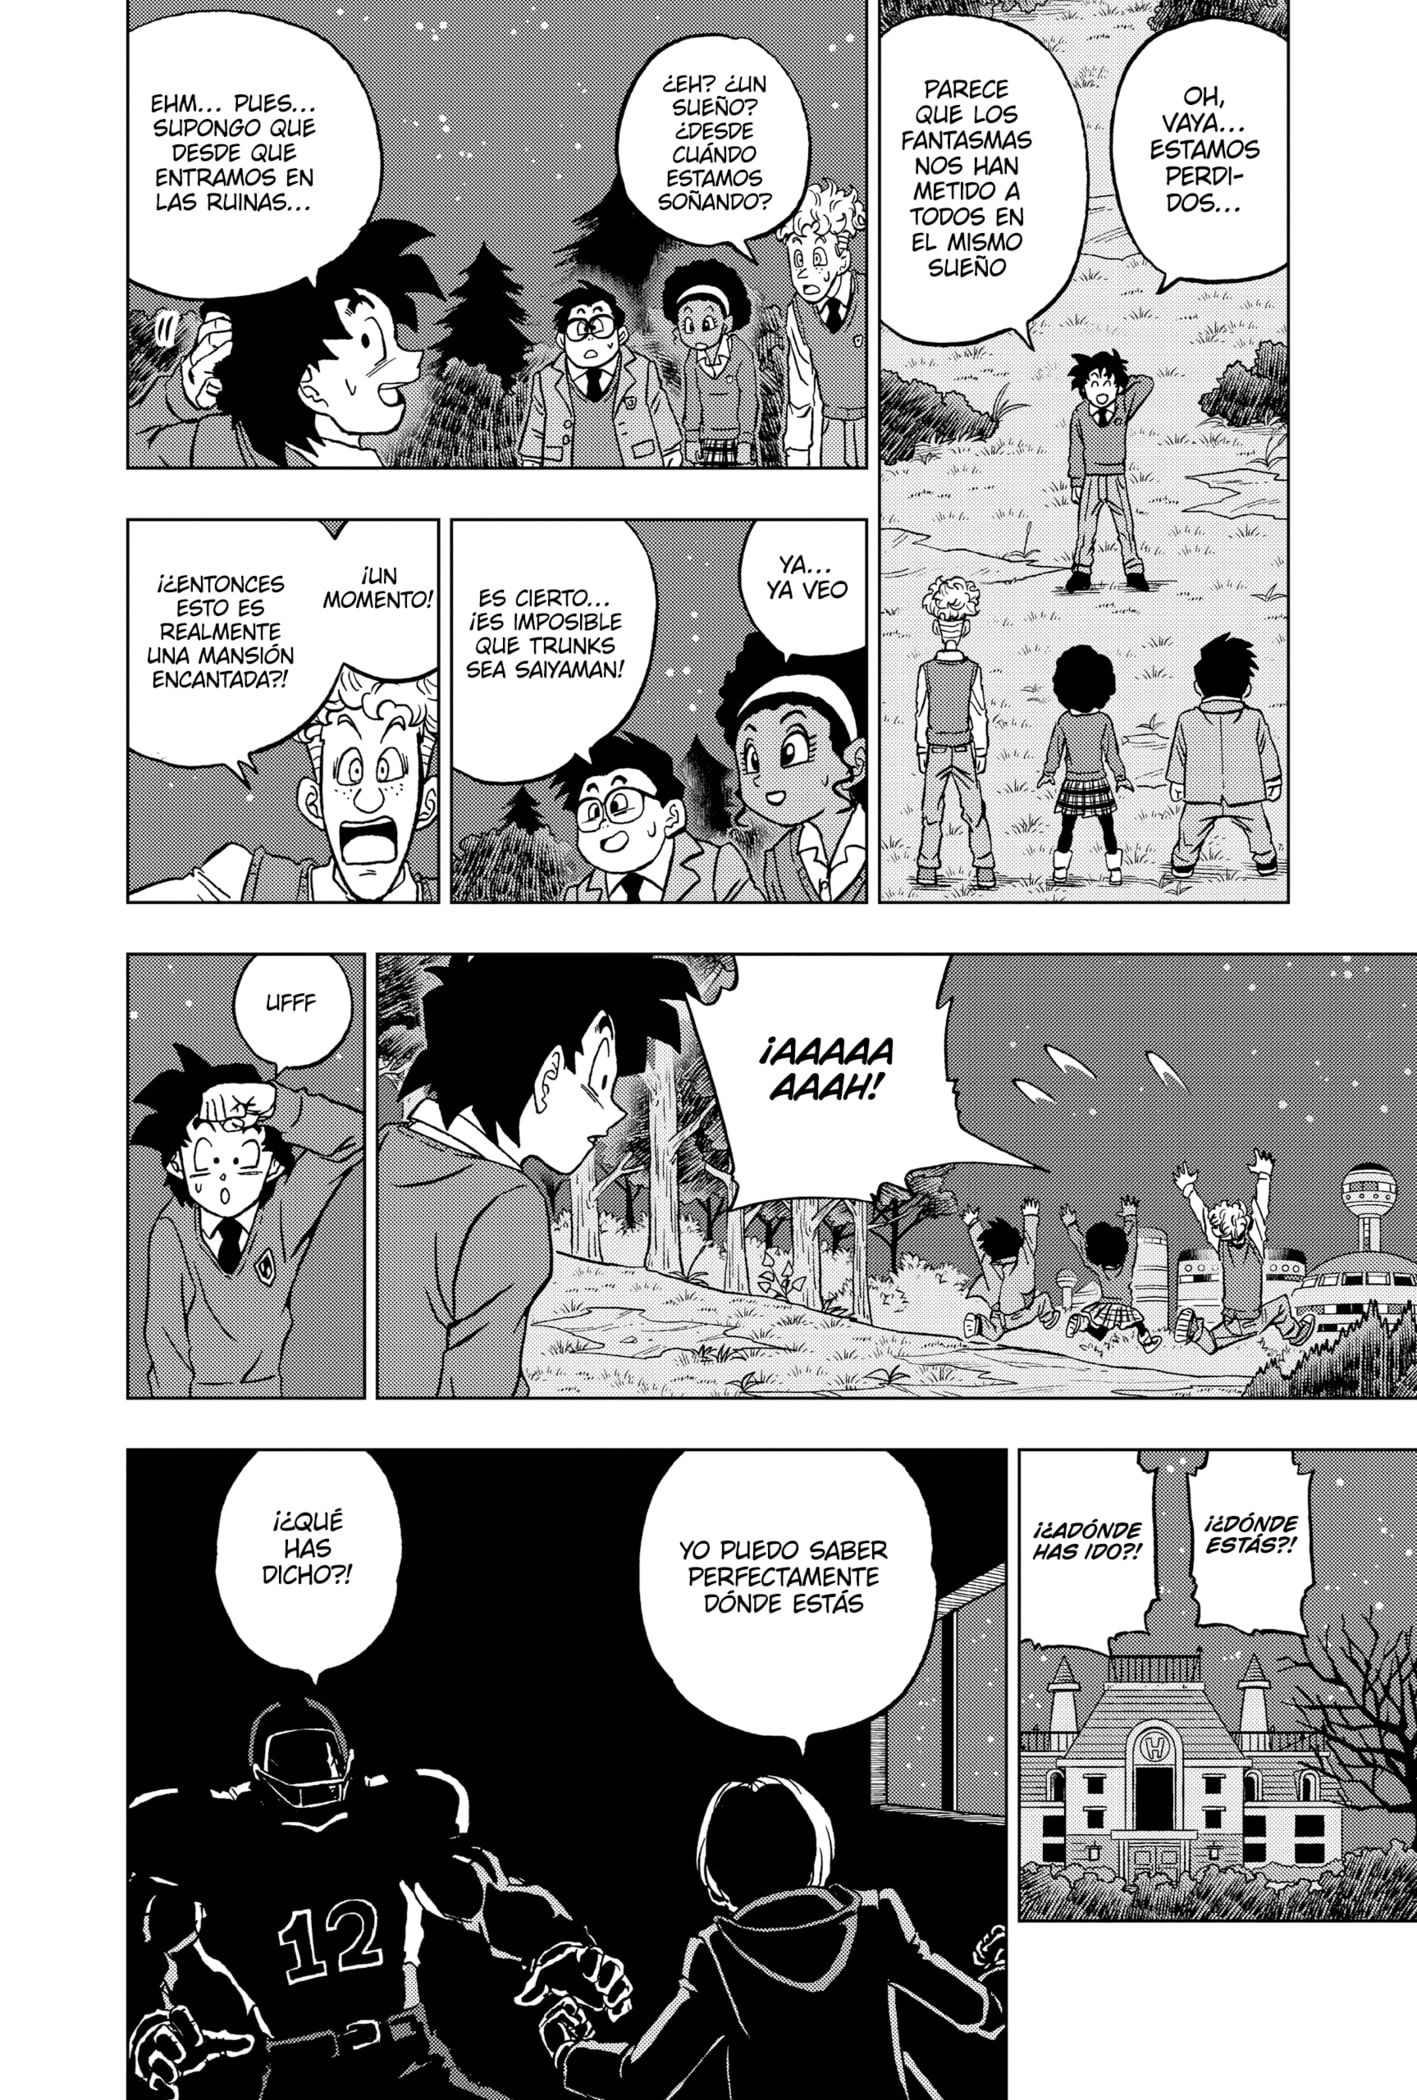 OH,
VAYA...
ESTAMOS
PERDI-
DOS...
PARECE
QUE LOS
FANTASMAS
NOS HAN
METIDO A
TODOS EN
EL MISMO
SUEÑO
¿EH? ¿UN
SUEÑO?
¿DESDE
CUÁNDO
ESTAMOS
SOÑANDO?
EHM... PUES...
SUPONGO QUE
DESDE QUE
ENTRAMOS EN
LAS RUINAS...
YA...
YA VEO
ES CIERTO...
¡ES IMPOSIBLE
QUE TRUNKS
SEA SAIYAMAN!
¡UN
MOMENTO!
¡¿ENTONCES
ESTO ES
REALMENTE
UNA MANSIÓN
ENCANTADA?!
¡AAAAA
AAAH!
UFFF
¡¿DÓNDE
ESTÁS?!
¡¿ADÓNDE
HAS IDO?!
H
YO PUEDO SABER
PERFECTAMENTE
DÓNDE ESTÁS
¡¿QUÉ
HAS
DICHO?!
12